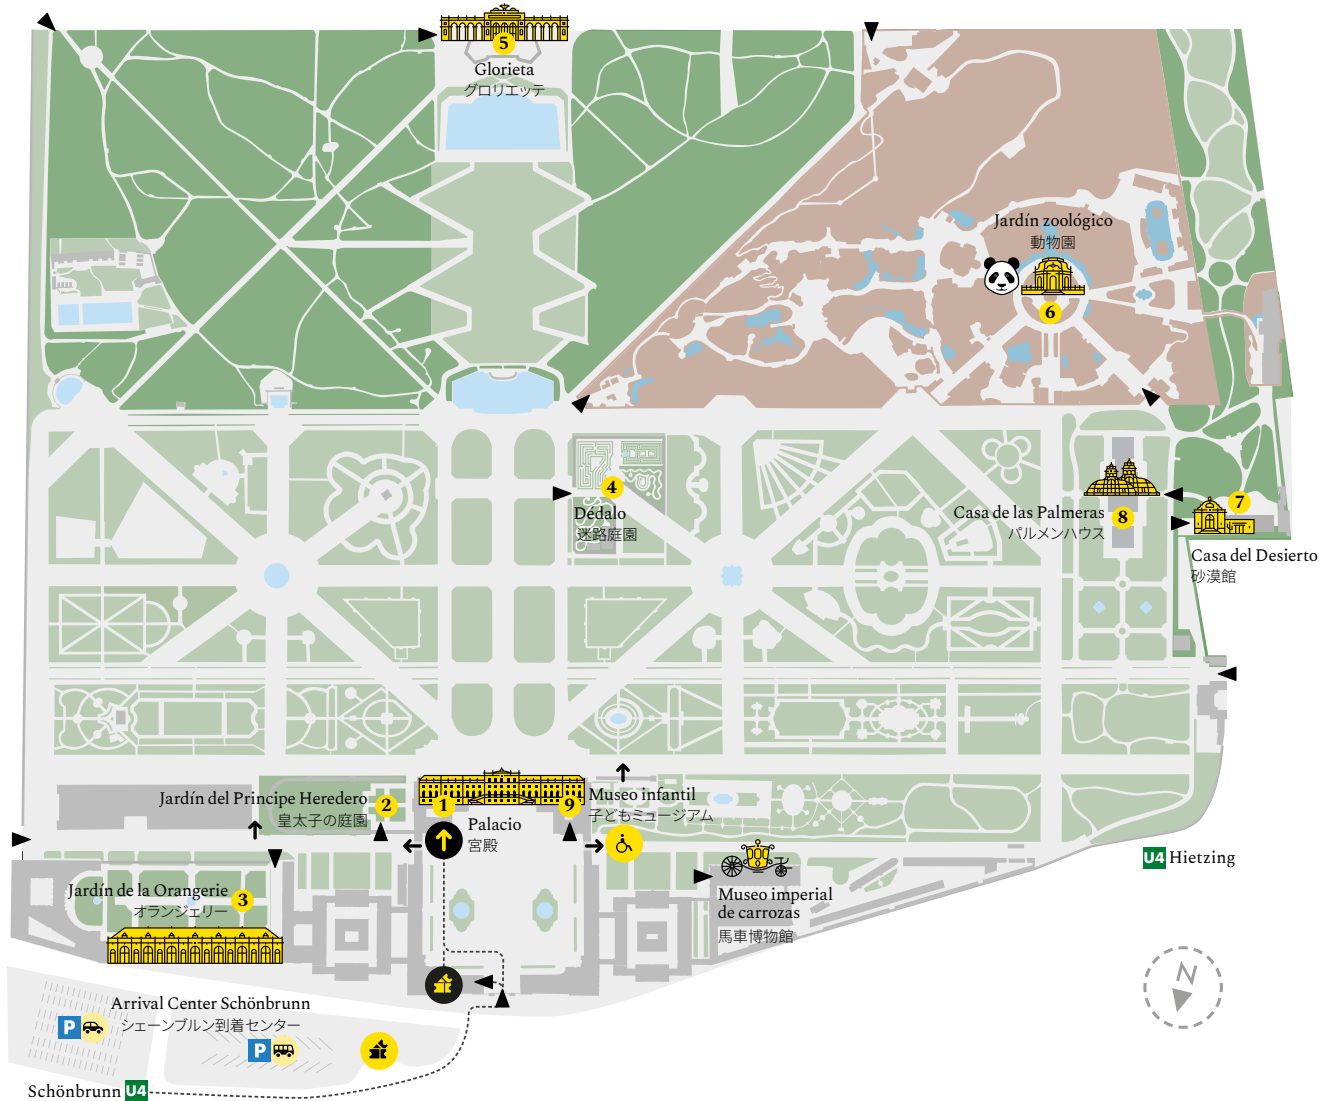 5
Glorieta
グロリエッテ
Jardín zoológico
動物園
6
4
Dédalo
迷路庭園
Casa de las Palmeras
パルメンハウス
8
7
Casa del Desierto
砂漠館
Jardín del Principe Heredero
皇太子の庭園
2
1
Palacio
宮殿
9
Museo infantil
子どもミュージアム
U4 Hietzing
Jardín de la Orangerie
オランジェリー
3
Museo imperial
de carrozas
馬車博物館
N
Arrival Center Schönbrunn
シェーンブルン到着センター
P
P
Schönbrunn U4